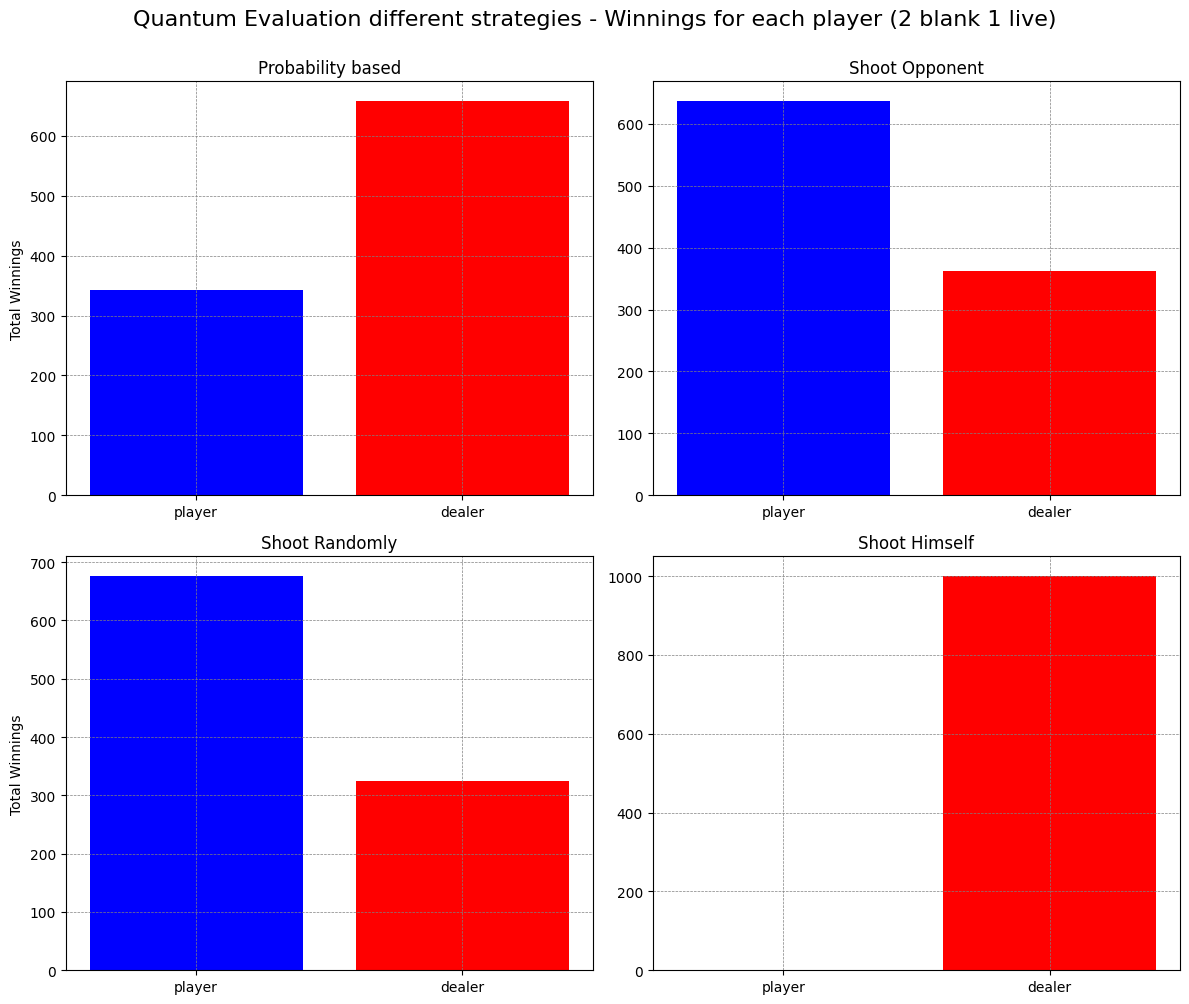 Quantum Evaluation different strategies - Winnings for each player (2 blank 1 live)
Probability based
Total Winnings
600
500
400
300
200
100
0
player dealer
Shoot Opponent
600
500
400
300
200
100
0
player dealer
Shoot Randomly
Total Winnings
700
600
500
400
300
200
100
0
player dealer
Shoot Himself
1000
800
600
400
200
0
player dealer